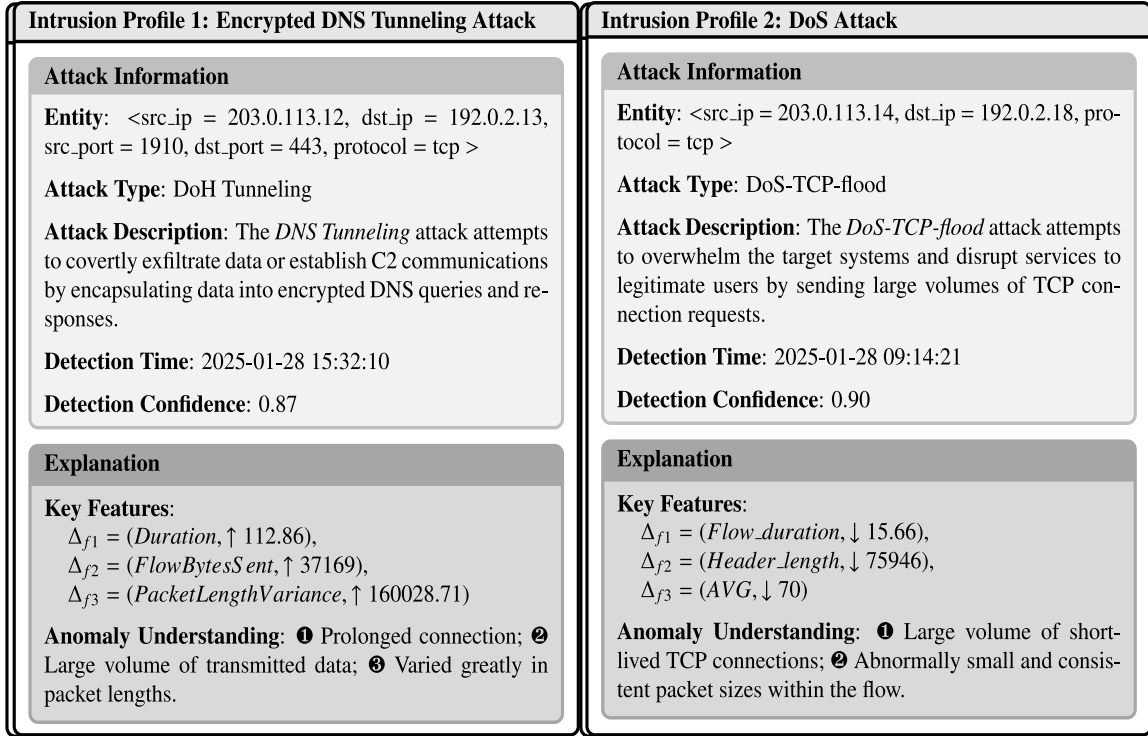 Intrusion Profile 1: Encrypted DNS Tunneling Attack
Attack Information
Entity: <src_ip = 203.0.113.12, dst_ip = 192.0.2.13,
src_port = 1910, dst_port = 443, protocol = tcp >
Attack Type: DoH Tunneling
Attack Description: The DNS Tunneling attack attempts
to covertly exfiltrate data or establish C2 communications
by encapsulating data into encrypted DNS queries and re-
sponses.
Detection Time: 2025-01-28 15:32:10
Detection Confidence: 0.87
Explanation
Key Features:
Δf1 = (Duration, ↑ 112.86),
Δf2 = (FlowBytesSent, ↑ 37169),
Δf3 = (PacketLengthVariance, ↑ 160028.71)
Anomaly Understanding: ❶ Prolonged connection; ❷
Large volume of transmitted data; ❸ Varied greatly in
packet lengths.
Intrusion Profile 2: DoS Attack
Attack Information
Entity: <src_ip = 203.0.113.14, dst_ip = 192.0.2.18, pro-
tocol = tcp >
Attack Type: DoS-TCP-flood
Attack Description: The DoS-TCP-flood attack attempts
to overwhelm the target systems and disrupt services to
legitimate users by sending large volumes of TCP con-
nection requests.
Detection Time: 2025-01-28 09:14:21
Detection Confidence: 0.90
Explanation
Key Features:
Δf1 = (Flow_duration, ↓ 15.66),
Δf2 = (Header_length, ↓ 75946),
Δf3 = (AVG, ↓ 70)
Anomaly Understanding: ❶ Large volume of short-
lived TCP connections; ❷ Abnormally small and consis-
tent packet sizes within the flow.